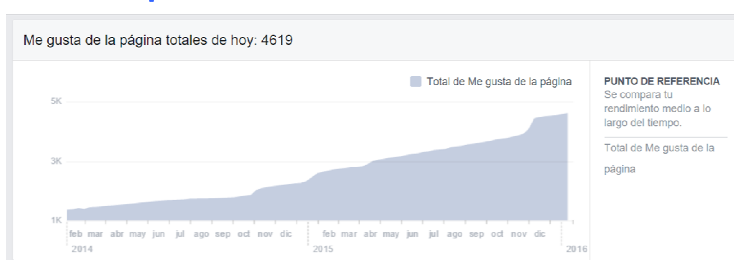 Me gusta de la página totales de hoy: 4619
Total de Me gusta de la página
5K
3K
1K
feb mar abr may jun jul ago sep oct nov dic feb mar abr may jun jul ago sep oct nov dic
2014 2015 2016
PUNTO DE REFERENCIA
Se compara tu
rendimiento medio a lo
largo del tiempo.
Total de Me gusta de la
página